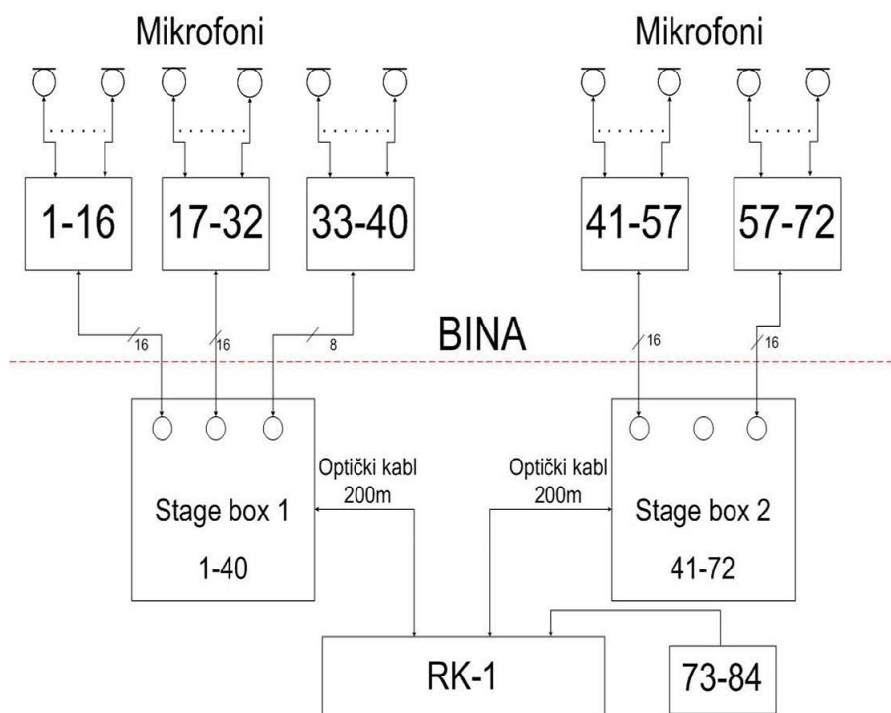 Mikrofoni
Mikrofoni
1-16
17-32
33-40
41-57
57-72
16
16
8
BINA
16
16
Optički kabl
200m
Optički kabl
200m
Stage box 1
1-40
Stage box 2
41-72
RK-1
73-84